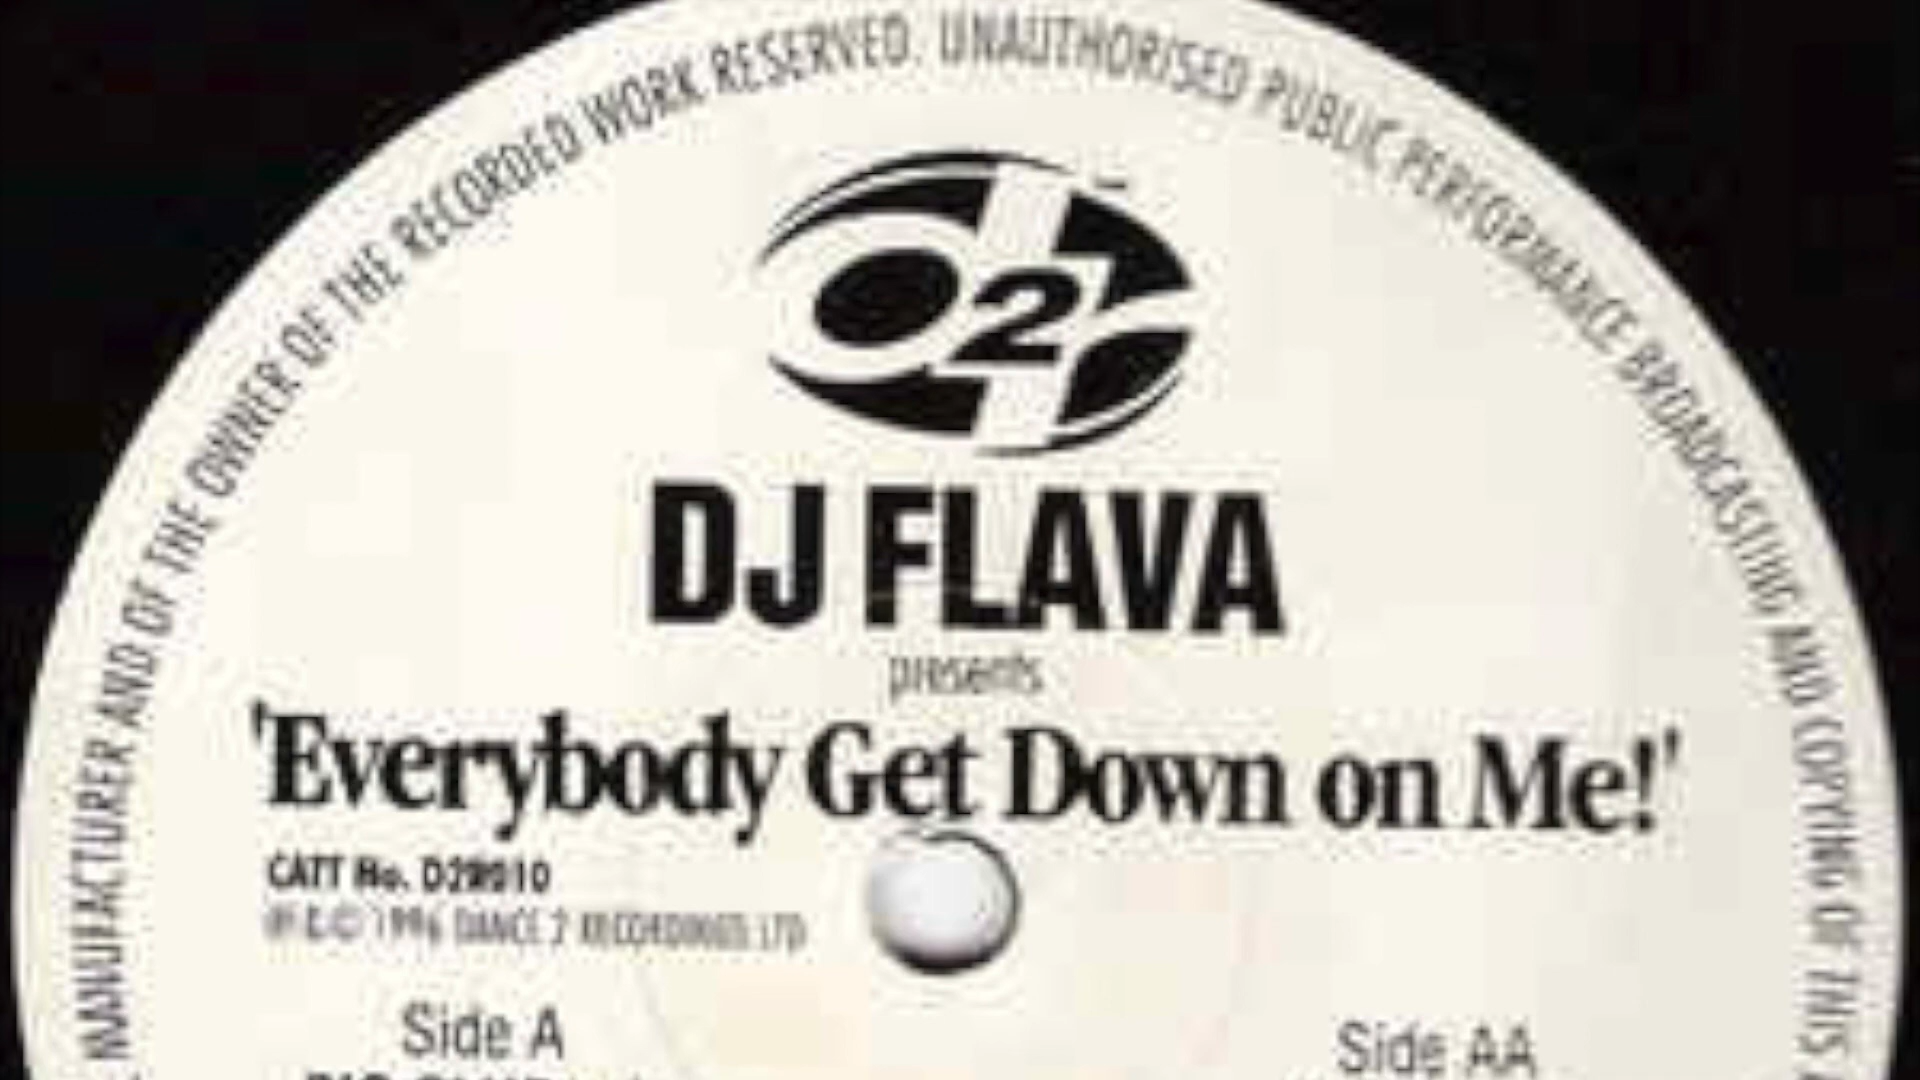 MANUFACTURER AND OF THE OWNER OF THE RECORDED WORK RESERVED. UNAUTHORISED PUBLIC PERFORMANCE BROADCASTING AND COPYING OF THIS
2
DJ FLAVA
presents
'Everybody Get Down on Me!'
CATT No. D2R010
℗ & © 1996 DANCE 2 RECORDINGS LTD
Side A
Side AA